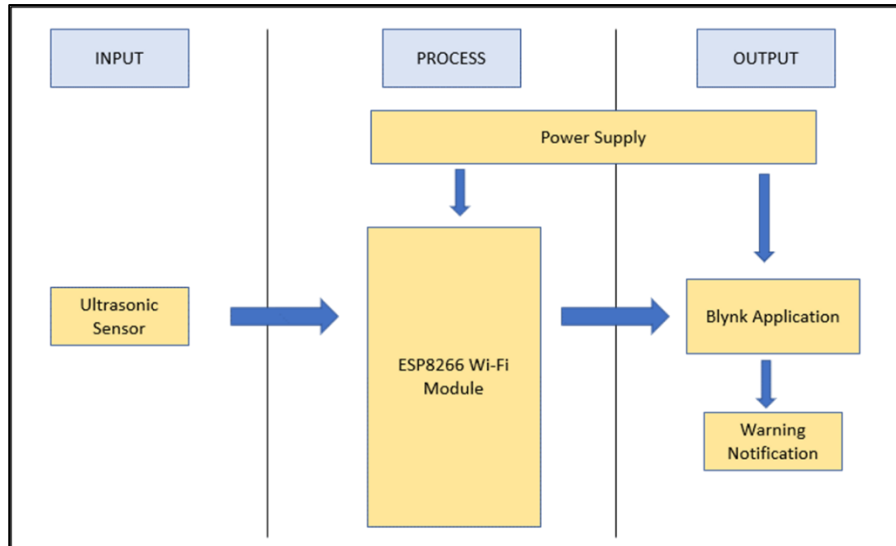 INPUT
PROCESS
OUTPUT
Power Supply
Ultrasonic
Sensor
ESP8266 Wi-Fi
Module
Blynk Application
Warning
Notification